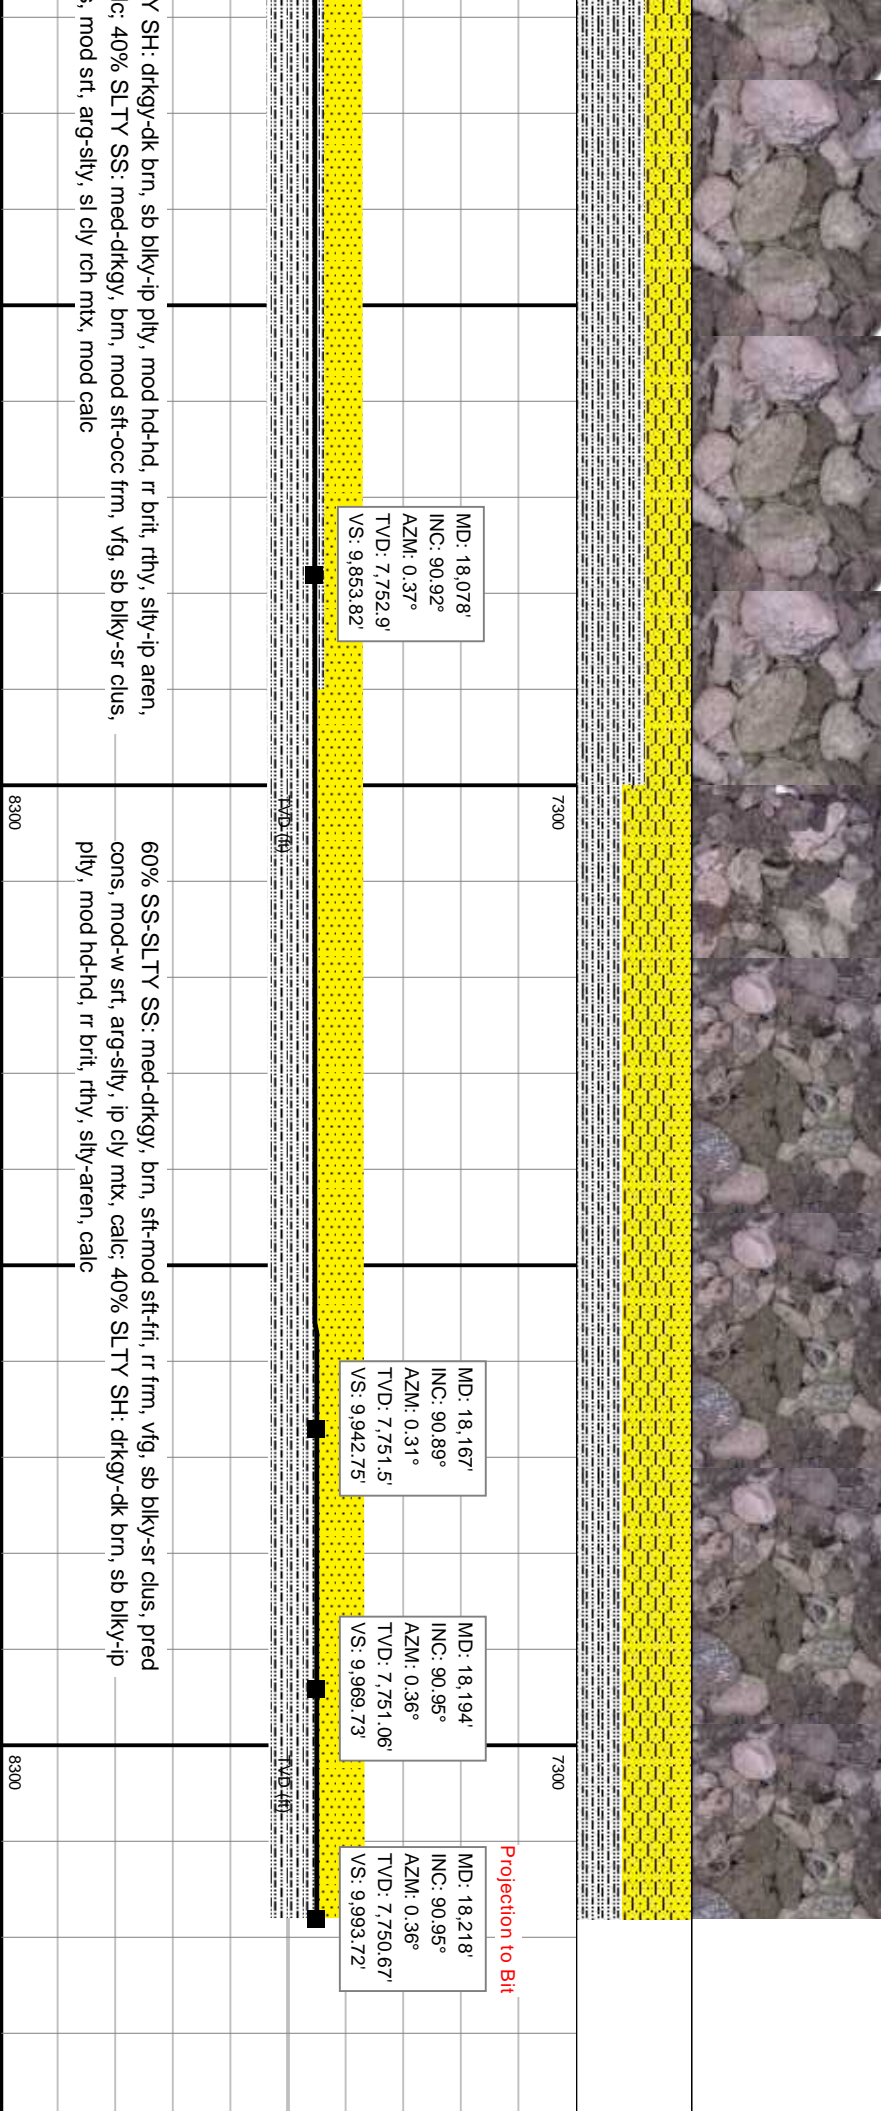 Y SH: drkgy-dk brn, sb blky-ip plty, mod hd-hd, rr brit, rthy, slty-ip aren,
lc; 40% SLTY SS: med-drkgy, brn, mod sft-occ frm, vfg, sb blky-sr clus,
s, mod srt, arg-slty, sl cly rch mtx, mod calc
MD: 18,078'
INC: 90.92°
AZM: 0.37°
TVD: 7,752.9'
VS: 9,853.82'
7300
TVD (ft)
8300
60% SS-SLTY SS: med-drkgy, brn, sft-mod sft-fri, rr frm, vfg, sb blky-sr clus, pred
cons, mod-w srt, arg-slty, ip cly mtx, calc; 40% SLTY SH: drkgy-dk brn, sb blky-ip
plty, mod hd-hd, rr brit, rthy, slty-aren, calc
MD: 18,167'
INC: 90.89°
AZM: 0.31°
TVD: 7,751.5'
VS: 9,942.75'
MD: 18,194'
INC: 90.95°
AZM: 0.36°
TVD: 7,751.06'
VS: 9,969.73'
7300
TVD (ft)
8300
Projection to Bit
MD: 18,218'
INC: 90.95°
AZM: 0.36°
TVD: 7,750.67'
VS: 9,993.72'